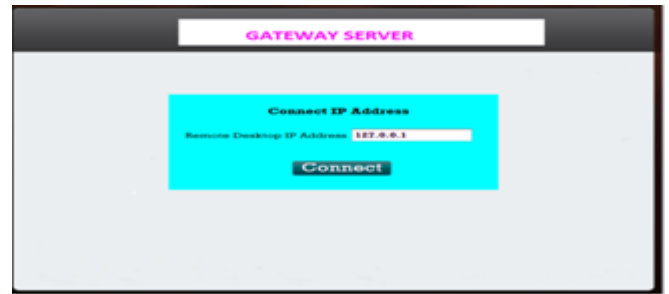 GATEWAY SERVER
Connect IP Address
Remote Desktop IP Address 127.0.0.1
Connect